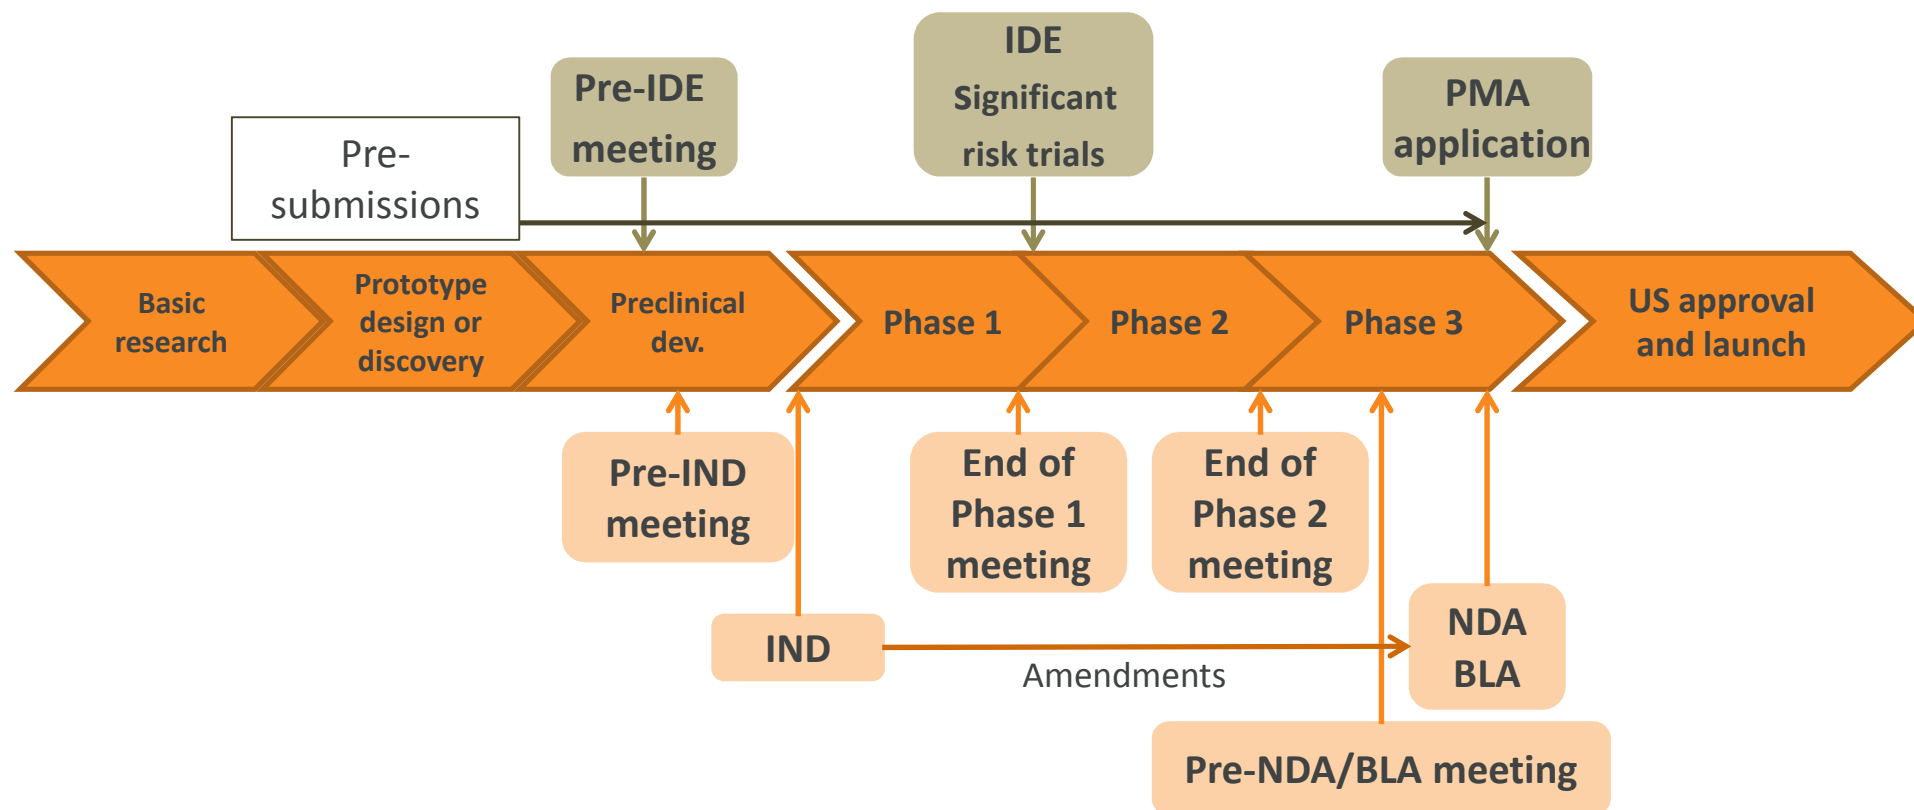 Pre-IDE
meeting
IDE
Significant
risk trials
PMA
application
Pre-
submissions
Basic
research
Prototype
design or
discovery
Preclinical
dev.
Phase 1
Phase 2
Phase 3
US approval
and launch
Pre-IND
meeting
End of
Phase 1
meeting
End of
Phase 2
meeting
IND
Amendments
NDA
BLA
Pre-NDA/BLA meeting